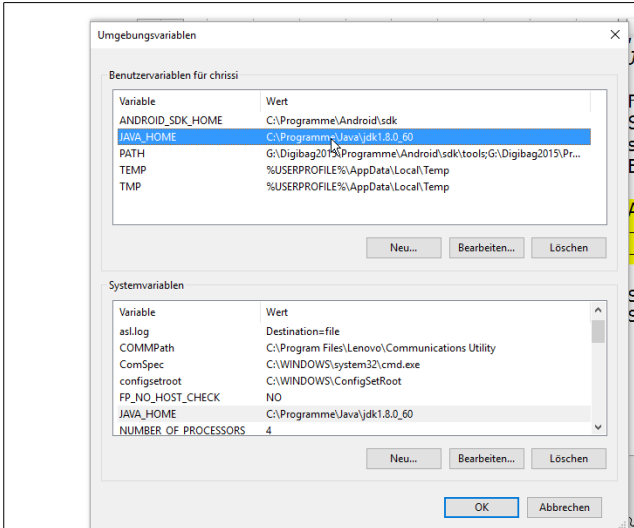 Umgebungsvariablen
Benutzervariablen für chrissi
Variable Wert
ANDROID_SDK_HOME C:\Programme\Android\sdk
JAVA_HOME C:\Programme\Java\jdk1.8.0_60
PATH G:\Digibag2015\Programme\Android\sdk\tools;G:\Digibag2015\Pr...
TEMP %USERPROFILE%\AppData\Local\Temp
TMP %USERPROFILE%\AppData\Local\Temp
Neu... Bearbeiten... Löschen
Systemvariablen
Variable Wert
asl.log Destination=file
COMMPath C:\Program Files\Lenovo\Communications Utility
ComSpec C:\WINDOWS\system32\cmd.exe
configsetroot C:\WINDOWS\ConfigSetRoot
FP_NO_HOST_CHECK NO
JAVA_HOME C:\Programme\Java\jdk1.8.0_60
NUMBER_OF_PROCESSORS 4
Neu... Bearbeiten... Löschen
OK Abbrechen